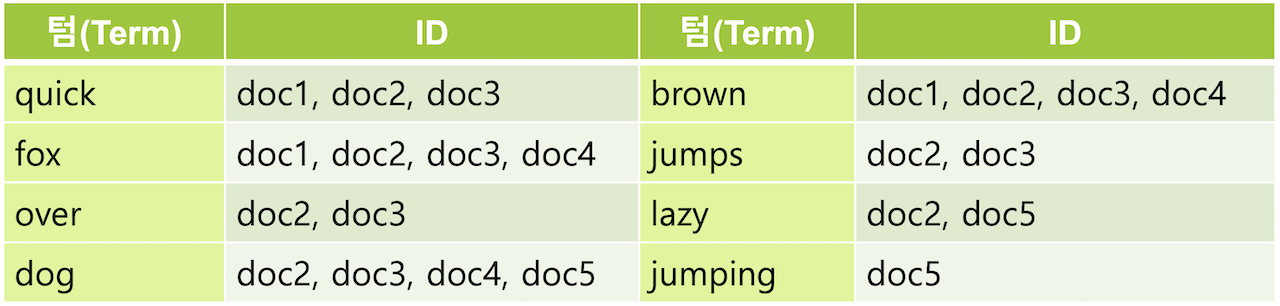 텀(Term) ID 텀(Term) ID
quick doc1, doc2, doc3 brown doc1, doc2, doc3, doc4
fox doc1, doc2, doc3, doc4 jumps doc2, doc3
over doc2, doc3 lazy doc2, doc5
dog doc2, doc3, doc4, doc5 jumping doc5